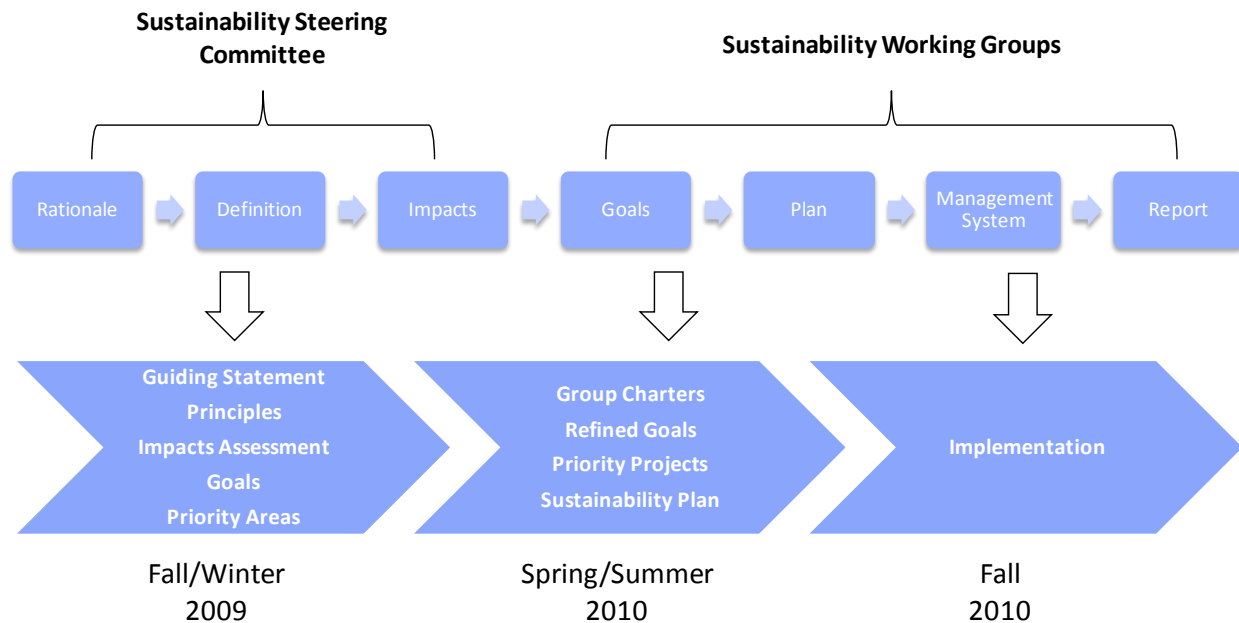 Sustainability Steering
Committee
Sustainability Working Groups
Rationale
Definition
Impacts
Goals
Plan
Management
System
Report
Guiding Statement
Principles
Impacts Assessment
Goals
Priority Areas
Group Charters
Refined Goals
Priority Projects
Sustainability Plan
Implementation
Fall/Winter
2009
Spring/Summer
2010
Fall
2010